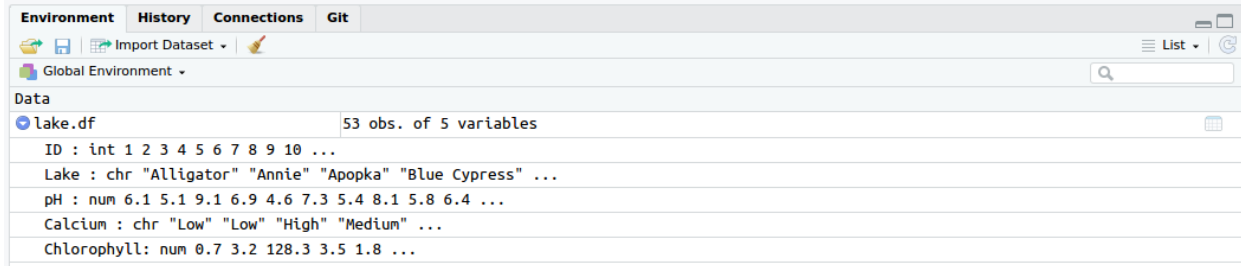 Environment History Connections Git
Import Dataset List
Global Environment
Data
lake.df 53 obs. of 5 variables
ID : int 1 2 3 4 5 6 7 8 9 10 ...
Lake : chr "Alligator" "Annie" "Apopka" "Blue Cypress" ...
pH : num 6.1 5.1 9.1 6.9 4.6 7.3 5.4 8.1 5.8 6.4 ...
Calcium : chr "Low" "Low" "High" "Medium" ...
Chlorophyll: num 0.7 3.2 128.3 3.5 1.8 ...